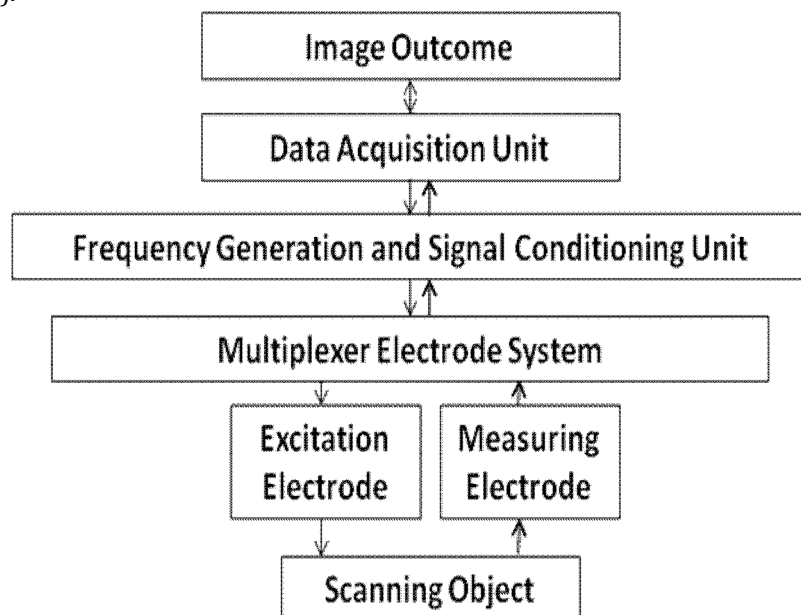 Image Outcome
Data Acquisition Unit
Frequency Generation and Signal Conditioning Unit
Multiplexer Electrode System
Excitation
Electrode
Measuring
Electrode
Scanning Object